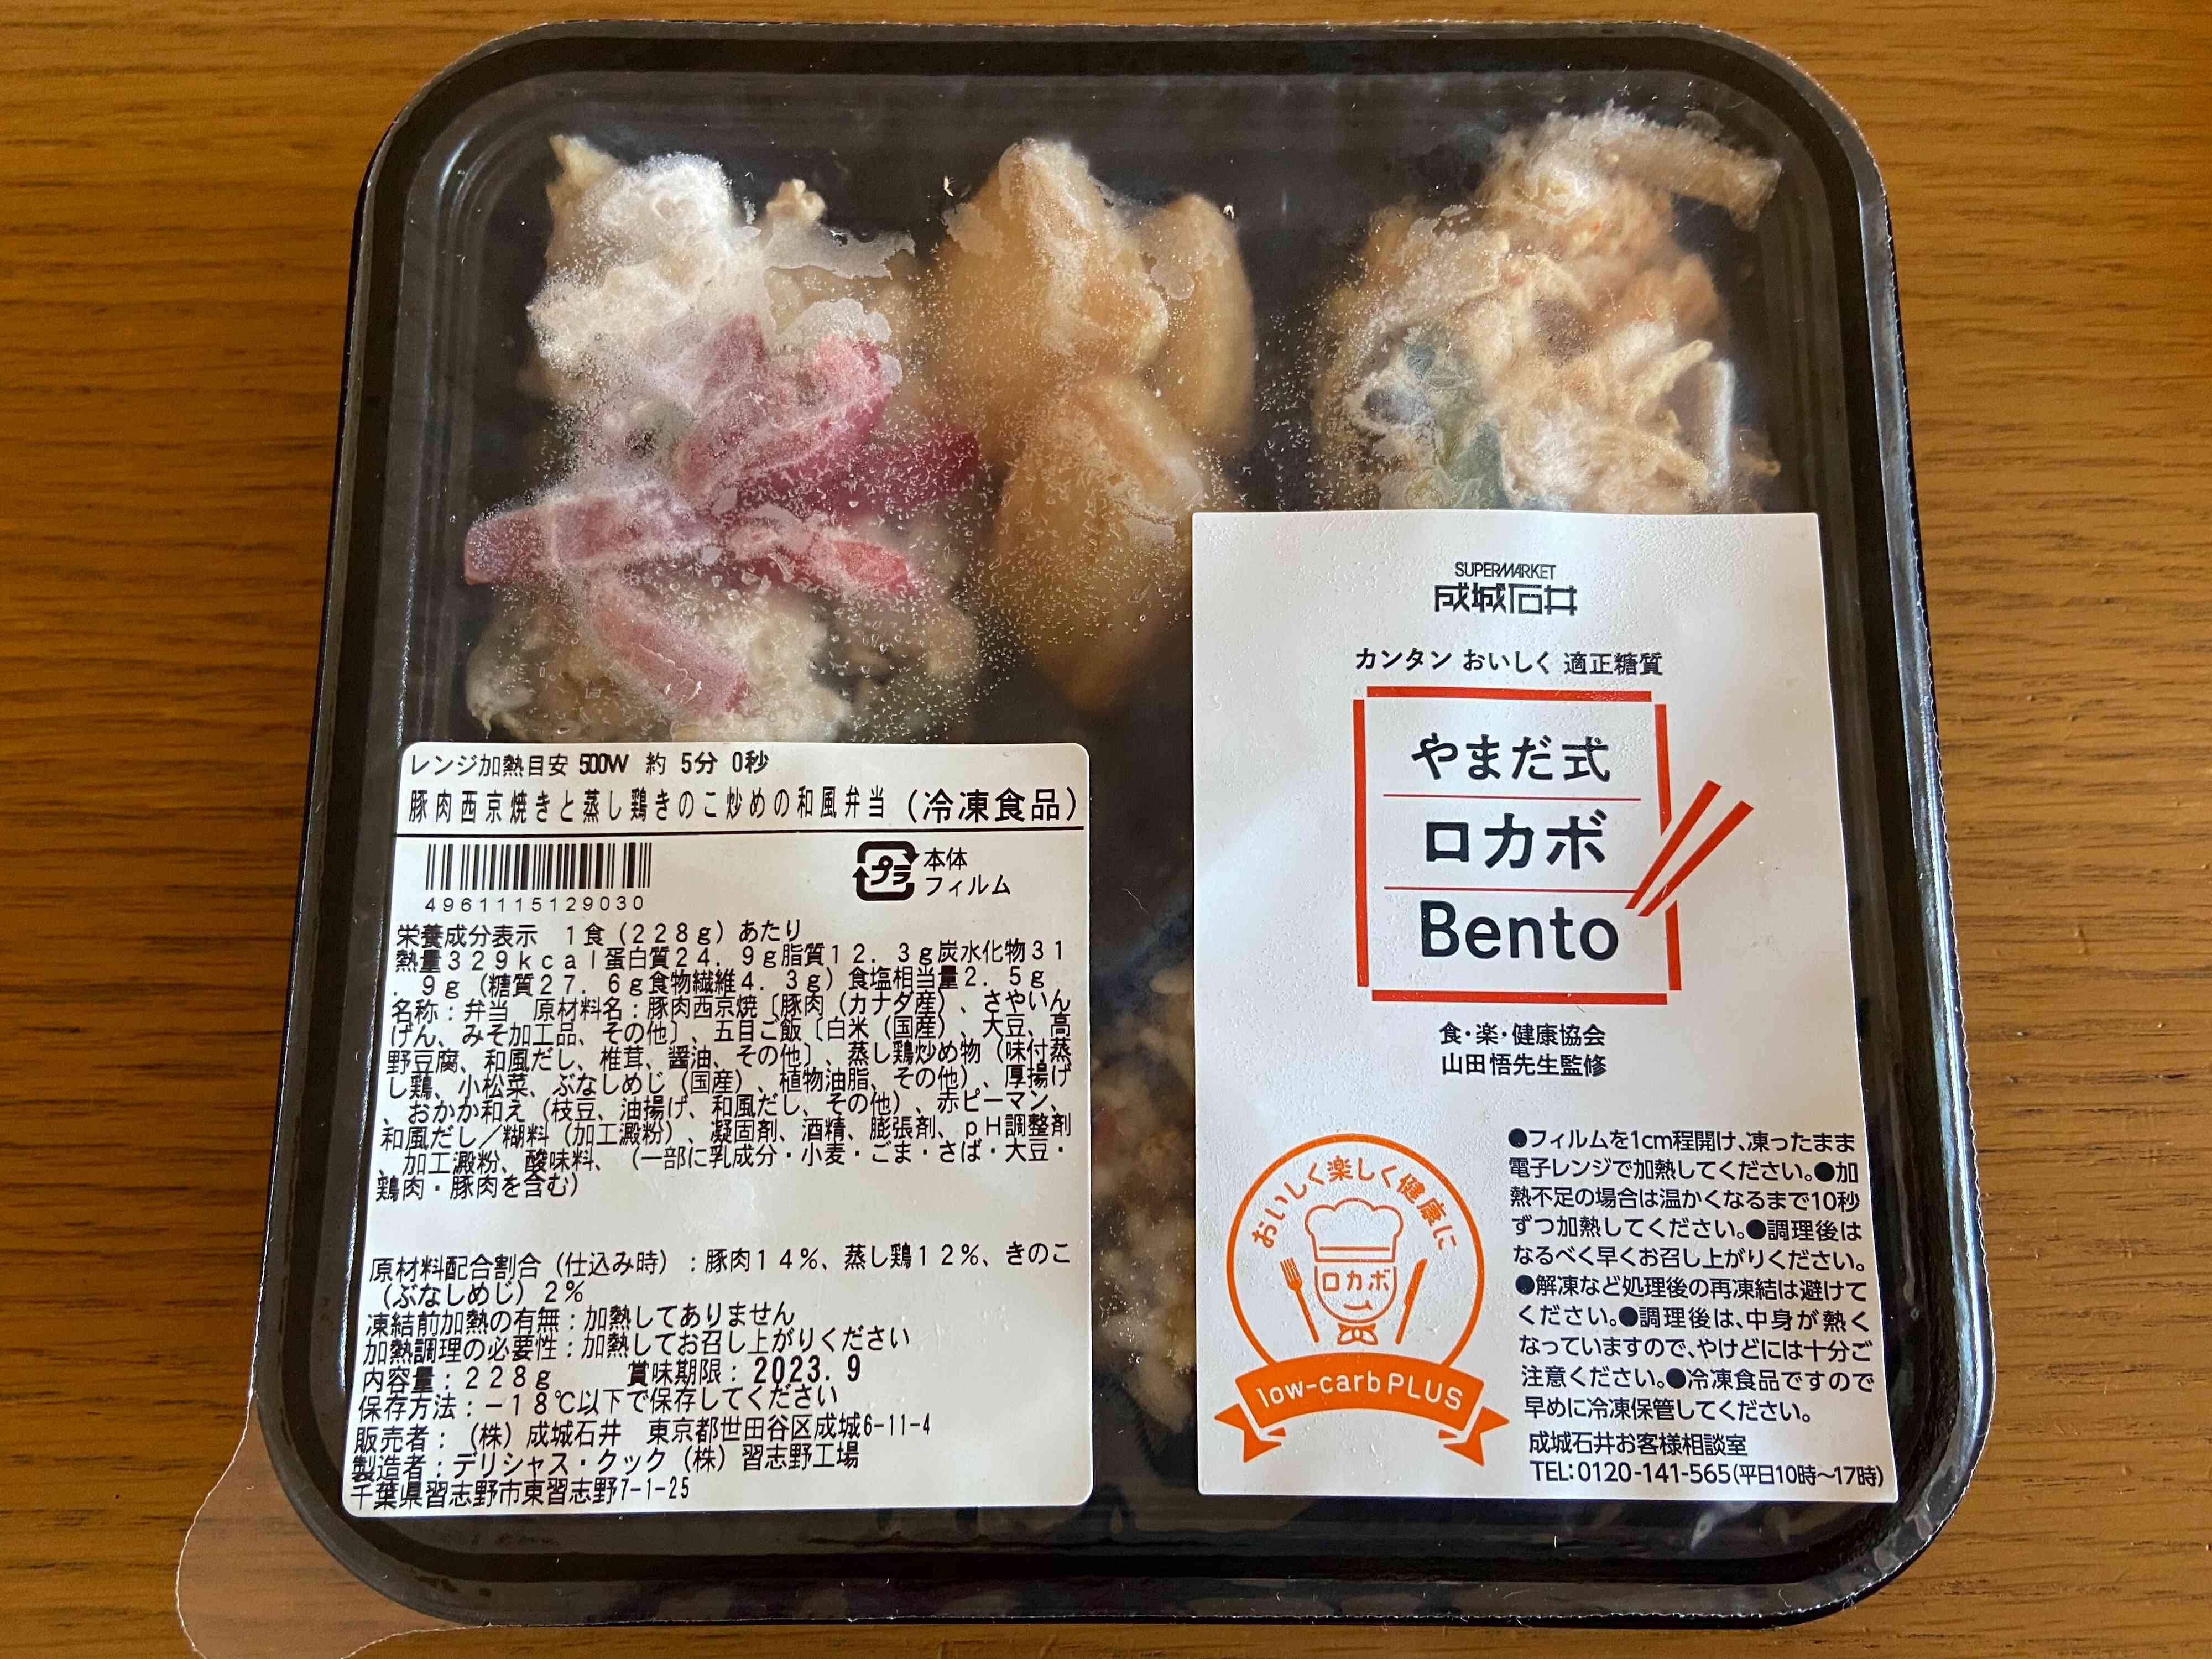 レンジ加熱目安 500W 約 5分 0秒
豚肉西京焼きと蒸し鶏きのこ炒めの和風弁当（冷凍食品）
プラ
本体
フィルム
4961115129030
栄養成分表示 1食（228g）あたり
熱量329kcal蛋白質24.9g脂質12.3g炭水化物31
.9g（糖質27.6g食物繊維4.3g）食塩相当量2.5g
名称：弁当 原材料名：豚肉西京焼〔豚肉（カナダ産）、さやいん
げん、みそ加工品、その他〕、五目ご飯〔白米（国産）、大豆、高
野豆腐、和風だし、椎茸、醤油、その他〕、蒸し鶏炒め物（味付蒸
し鶏、小松菜、ぶなしめじ（国産）、植物油脂、その他）、厚揚げ
、おかか和え（枝豆、油揚げ、和風だし、その他）、赤ピーマン、
和風だし／糊料（加工澱粉）、凝固剤、酒精、膨張剤、pH調整剤
、加工澱粉、酸味料、（一部に乳成分・小麦・ごま・さば・大豆・
鶏肉・豚肉を含む）
原材料配合割合（仕込み時）：豚肉14％、蒸し鶏12％、きのこ
（ぶなしめじ）2％
凍結前加熱の有無：加熱してありません
加熱調理の必要性：加熱してお召し上がりください
内容量：228g 賞味期限：2023.9
保存方法：−18℃以下で保存してください
販売者：（株）成城石井 東京都世田谷区成城6-11-4
製造者：デリシャス・クック（株）習志野工場
千葉県習志野市東習志野7-1-25
SUPERMARKET
成城石井
カンタン おいしく 適正糖質
やまだ式
ロカボ
Bento
食・楽・健康協会
山田悟先生監修
おいしく楽しく健康に
ロカボ
low-carb PLUS
●フィルムを1cm程開け、凍ったまま
電子レンジで加熱してください。●加
熱不足の場合は温かくなるまで10秒
ずつ加熱してください。●調理後は
なるべく早くお召し上がりください。
●解凍など処理後の再凍結は避けて
ください。●調理後は、中身が熱く
なっていますので、やけどには十分ご
注意ください。●冷凍食品ですので
早めに冷凍保管してください。
成城石井お客様相談室
TEL：0120-141-565（平日10時〜17時）